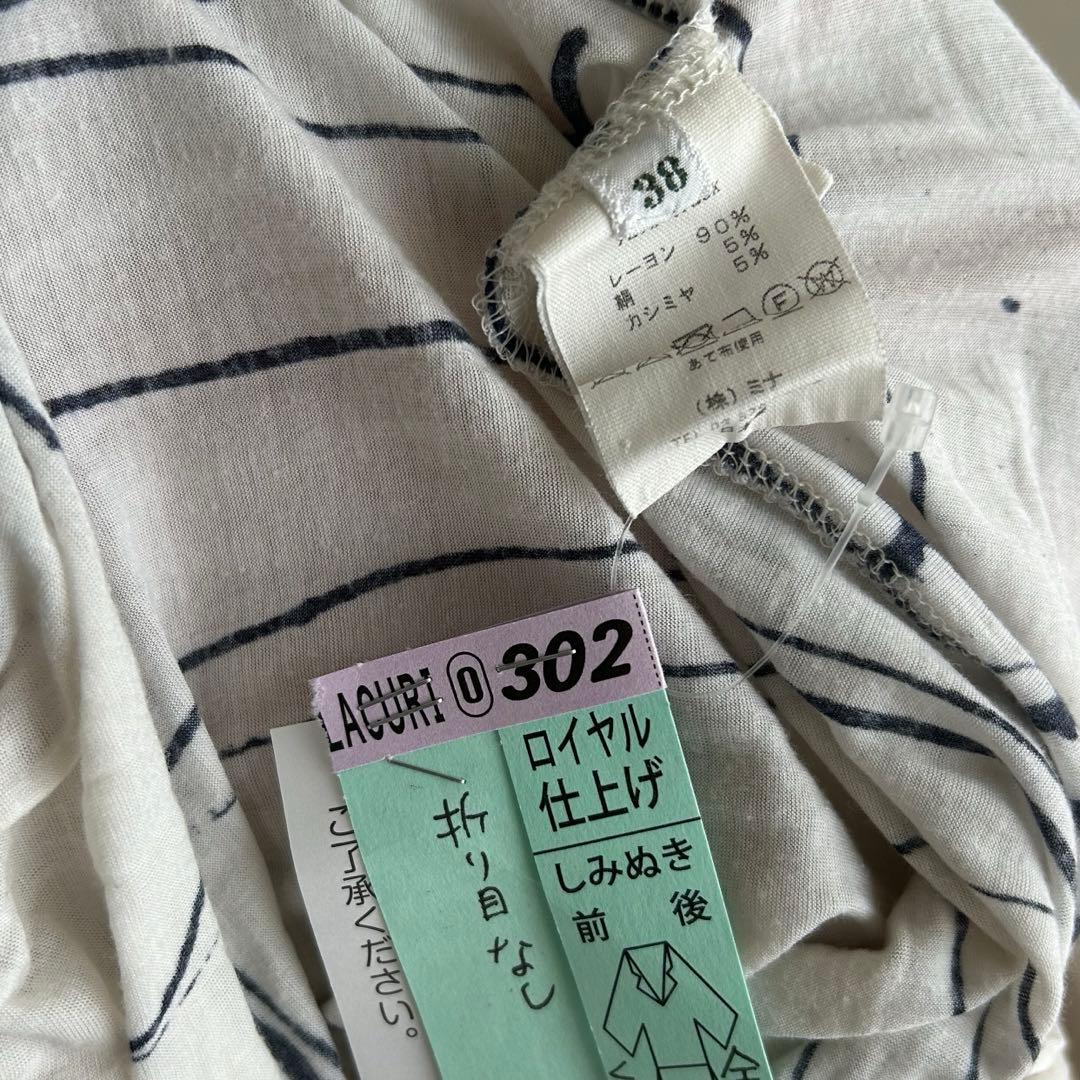 38
レーヨン 90%
絹 5%
カシミヤ 5%
F
あて布使用
(株) ミナ
LACURI 0 302
ロイヤル
仕上げ
しみぬき
前 後
折り目なし
ご了承ください。